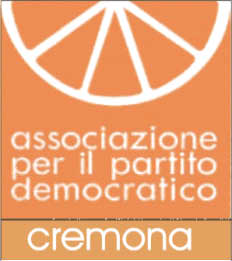 associazione
per il partito
democratico
cremona